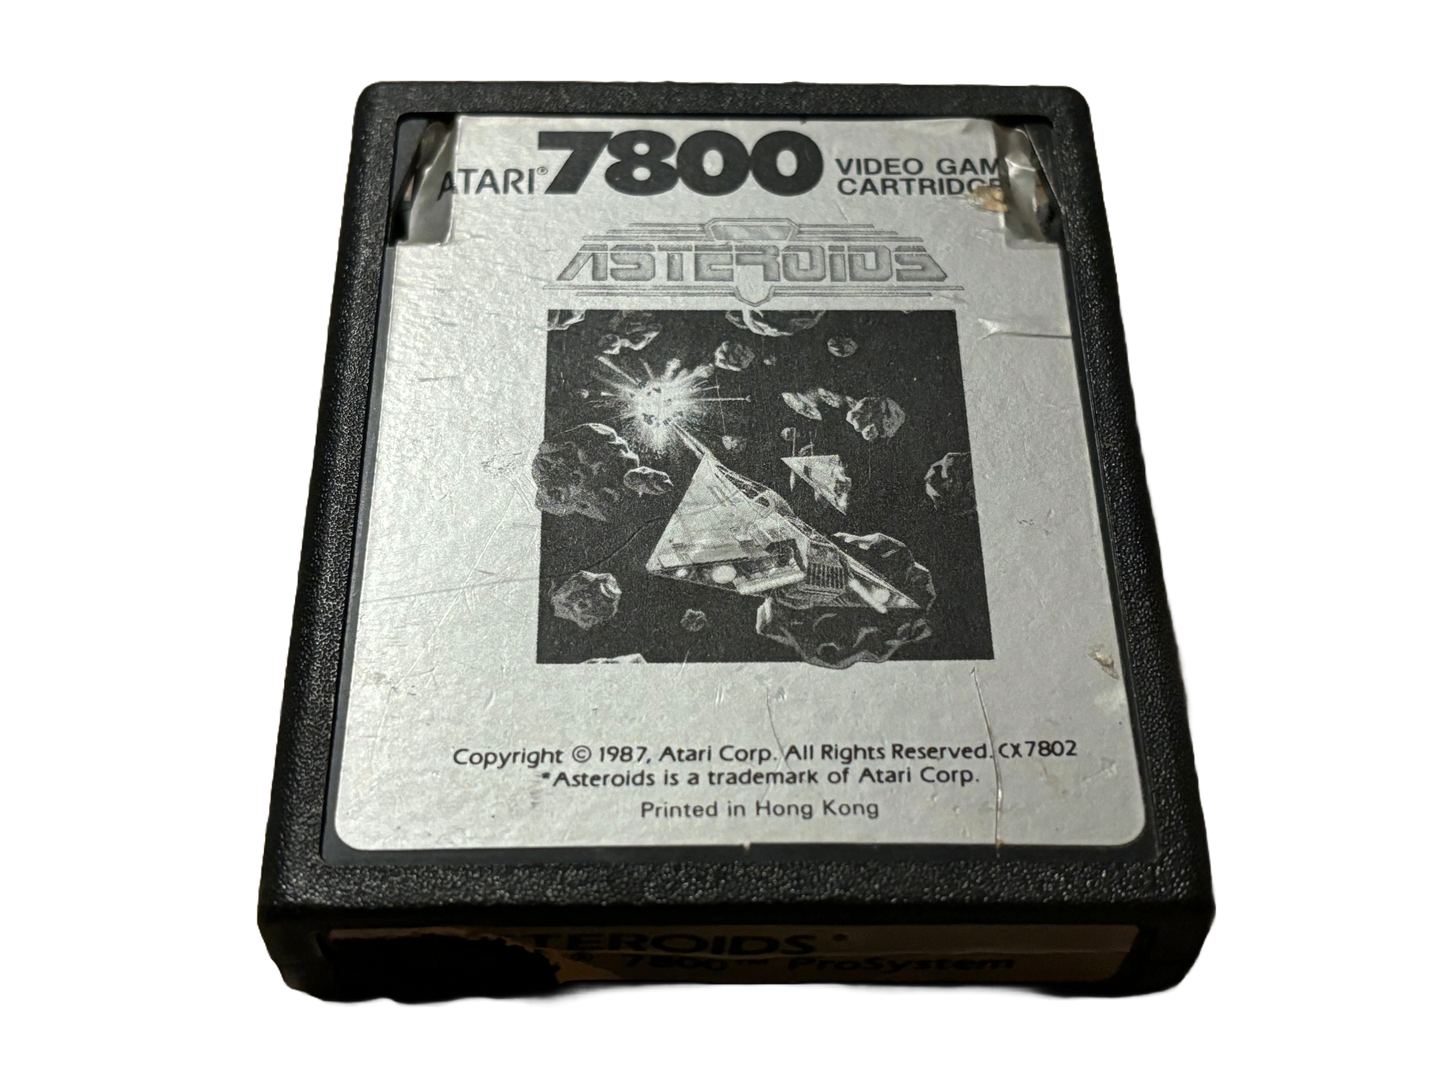 ATARI® 7800 VIDEO GAM
CARTRIDGE
ASTEROIDS
Copyright © 1987, Atari Corp. All Rights Reserved. CX7802
*Asteroids is a trademark of Atari Corp.
Printed in Hong Kong
TEROIDS*
® 7800™ ProSystem